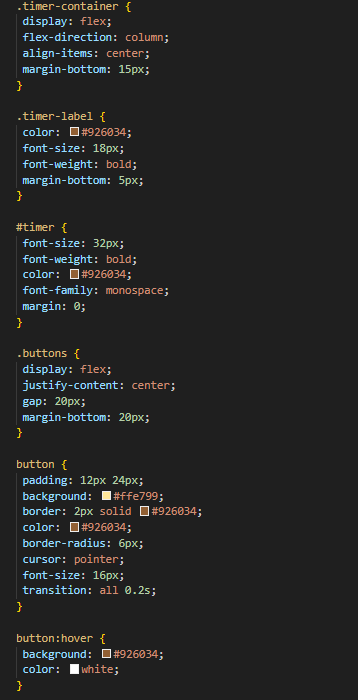 .timer-container {
display: flex;
flex-direction: column;
align-items: center;
margin-bottom: 15px;
}
.timer-label {
color: #926034;
font-size: 18px;
font-weight: bold;
margin-bottom: 5px;
}
#timer {
font-size: 32px;
font-weight: bold;
color: #926034;
font-family: monospace;
margin: 0;
}
.buttons {
display: flex;
justify-content: center;
gap: 20px;
margin-bottom: 20px;
}
button {
padding: 12px 24px;
background: #ffe799;
border: 2px solid #926034;
color: #926034;
border-radius: 6px;
cursor: pointer;
font-size: 16px;
transition: all 0.2s;
}
button:hover {
background: #926034;
color: white;
}